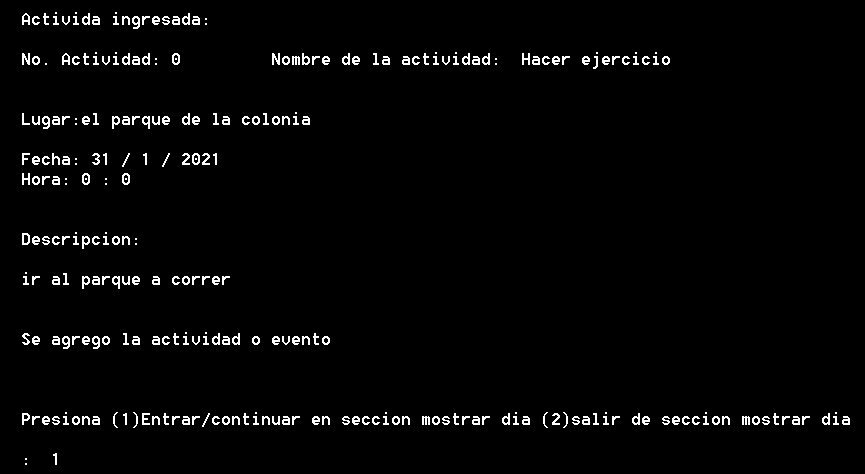 Activida ingresada:
No. Actividad: 0 Nombre de la actividad: Hacer ejercicio
Lugar:el parque de la colonia
Fecha: 31 / 1 / 2021
Hora: 0 : 0
Descripcion:
ir al parque a correr
Se agrego la actividad o evento
Presiona (1)Entrar/continuar en seccion mostrar dia (2)salir de seccion mostrar dia
: 1